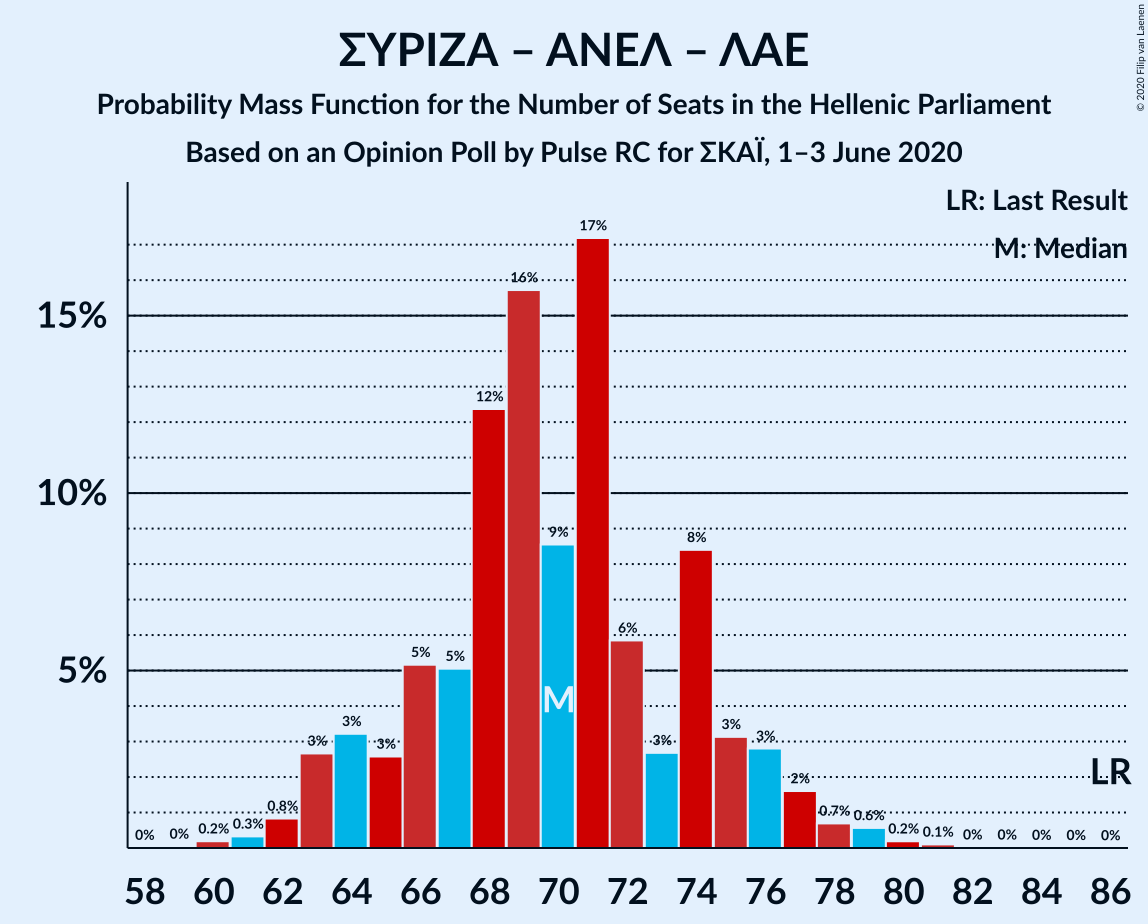 ΣΥΡΙΖΑ – ΑΝΕΛ – ΛΑΕ
Probability Mass Function for the Number of Seats in the Hellenic Parliament
Based on an Opinion Poll by Pulse RC for ΣΚΑΪ, 1–3 June 2020
© 2020 Filip van Laenen
LR: Last Result
M: Median
15%
10%
5%
0% 0% 0.2% 0.3% 0.8% 3% 3% 3% 5% 5% 12% 16% 9% 17% 6% 3% 8% 3% 3% 2% 0.7% 0.6% 0.2% 0.1% 0% 0% 0% 0% 0%
M
LR
58 60 62 64 66 68 70 72 74 76 78 80 82 84 86